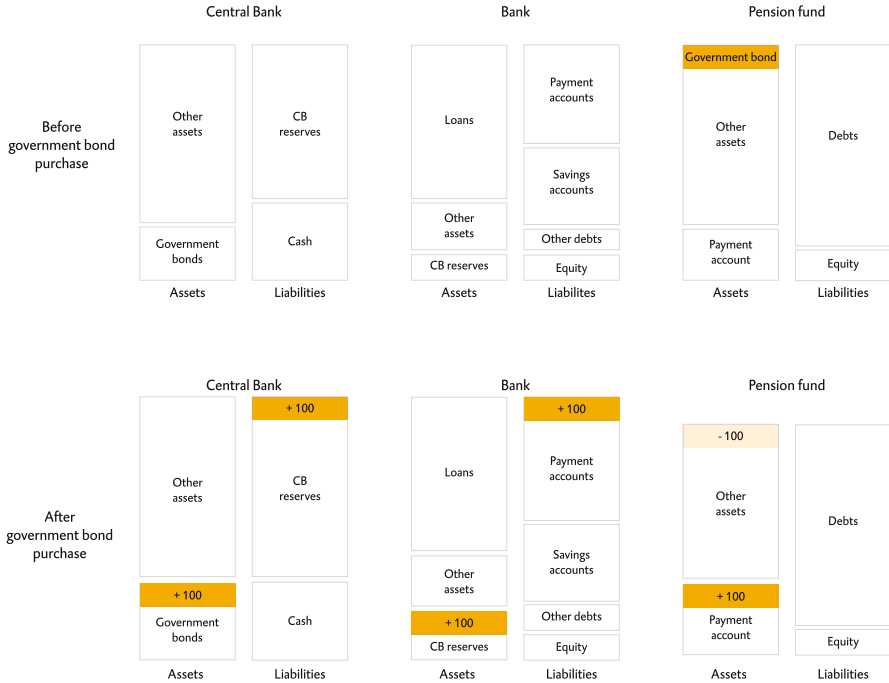 Central Bank
Bank
Pension fund
Before
government bond
purchase
Other
assets
Government
bonds
Assets
CB
reserves
Cash
Liabilities
Loans
Other
assets
CB reserves
Assets
Payment
accounts
Savings
accounts
Other debts
Equity
Liabilites
Government bond
Other
assets
Payment
account
Assets
Debts
Equity
Liabilities
Central Bank
Bank
Pension fund
After
government bond
purchase
Other
assets
+ 100
Government
bonds
Assets
+ 100
CB
reserves
Cash
Liabilities
Loans
Other
assets
+ 100
CB reserves
Assets
+ 100
Payment
accounts
Savings
accounts
Other debts
Equity
Liabilities
- 100
Other
assets
+ 100
Payment
account
Assets
Debts
Equity
Liabilities